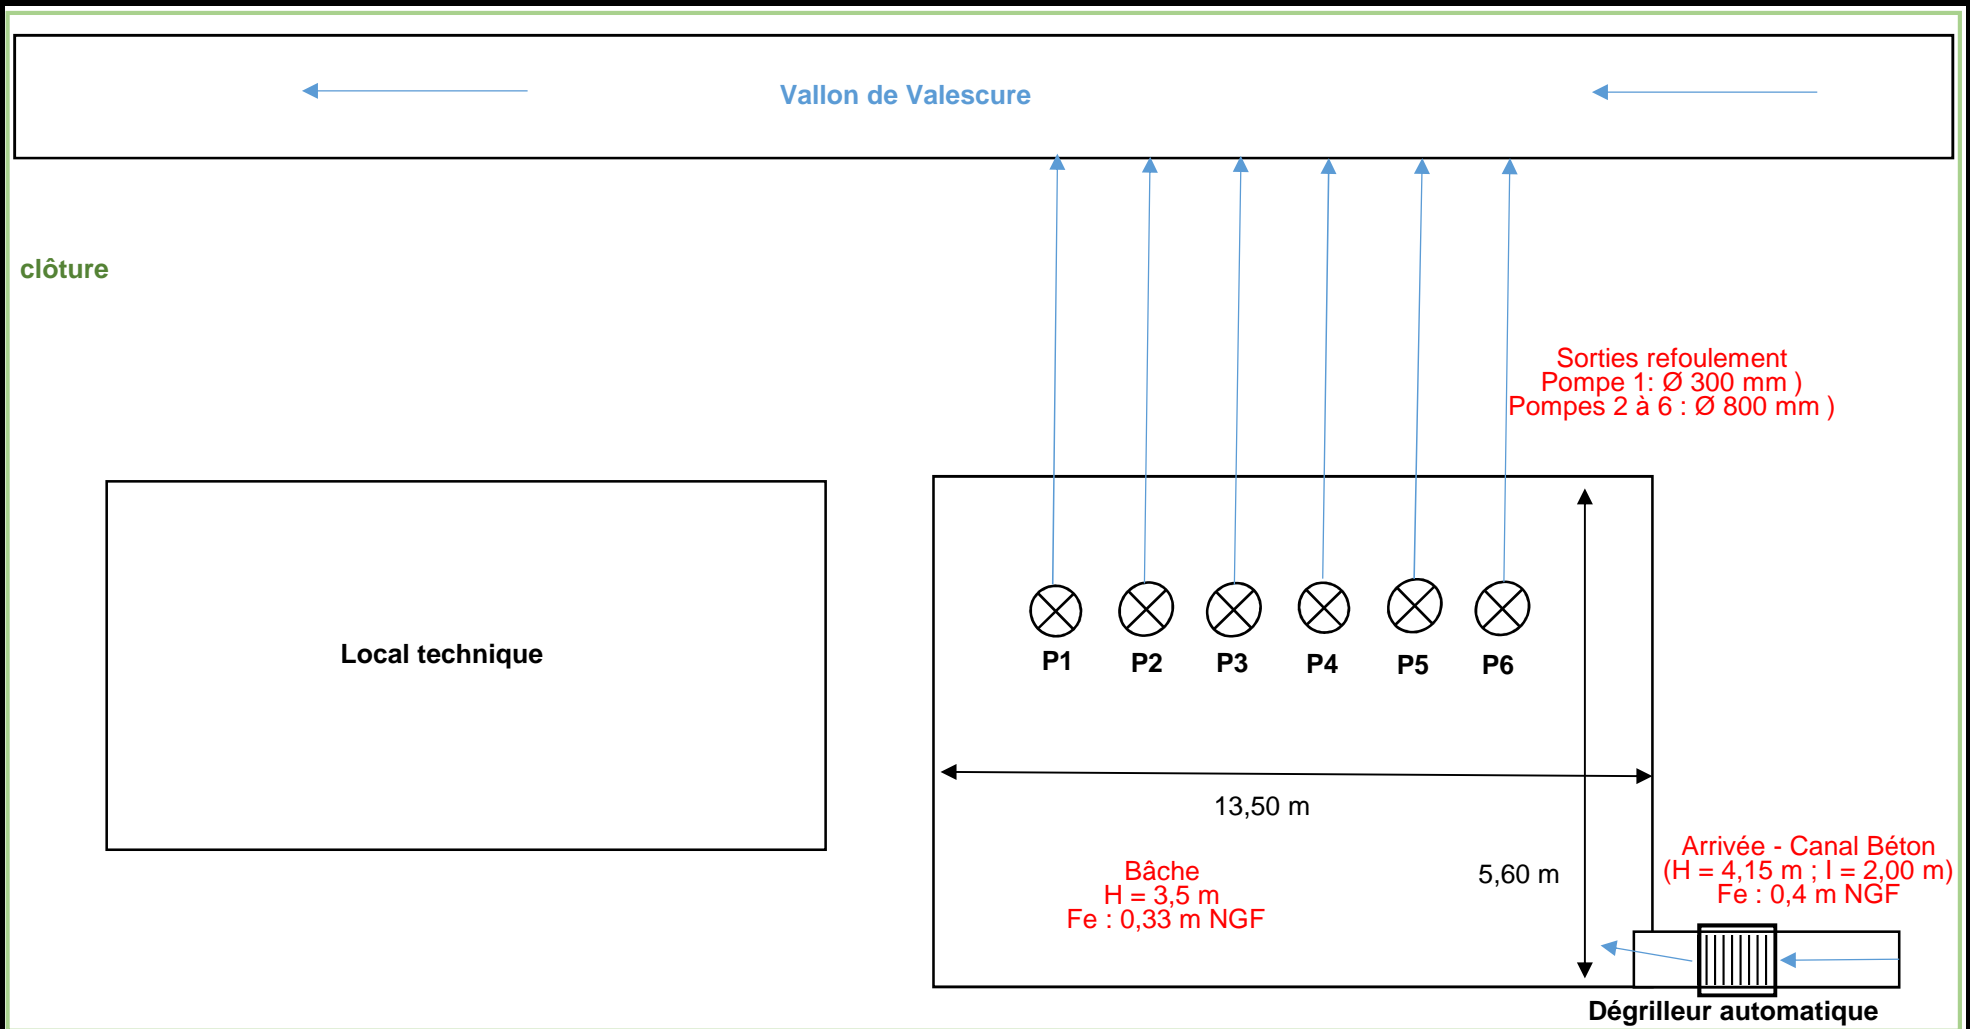 Vallon de Valescure
clôture
Sorties refoulement
Pompe 1: Ø 300 mm )
Pompes 2 à 6 : Ø 800 mm )
Local technique
P1
P2
P3
P4
P5
P6
13,50 m
5,60 m
Bâche
H = 3,5 m
Fe : 0,33 m NGF
Arrivée - Canal Béton
(H = 4,15 m ; l = 2,00 m)
Fe : 0,4 m NGF
Dégrilleur automatique